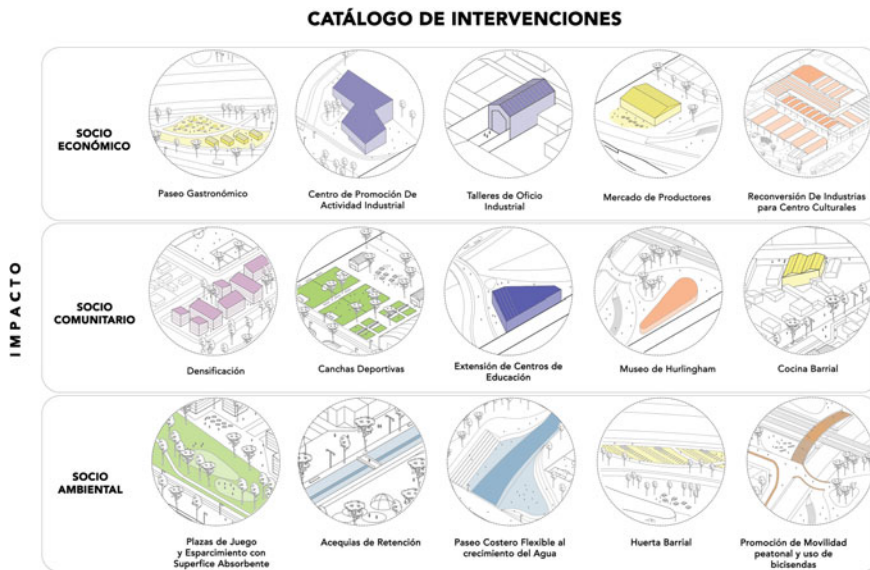 CATÁLOGO DE INTERVENCIONES
IMPACTO
SOCIO
ECONÓMICO
Paseo Gastronómico
Centro de Promoción De
Actividad Industrial
Talleres de Oficio
Industrial
Mercado de Productores
Reconversión De Industrias
para Centro Culturales
SOCIO
COMUNITARIO
Densificación
Canchas Deportivas
Extensión de Centros de
Educación
Museo de Hurlingham
Cocina Barrial
SOCIO
AMBIENTAL
Plazas de Juego
y Esparcimiento con
Superfice Absorbente
Acequias de Retención
Paseo Costero Flexible al
crecimiento del Agua
Huerta Barrial
Promoción de Movilidad
peatonal y uso de
bicisendas